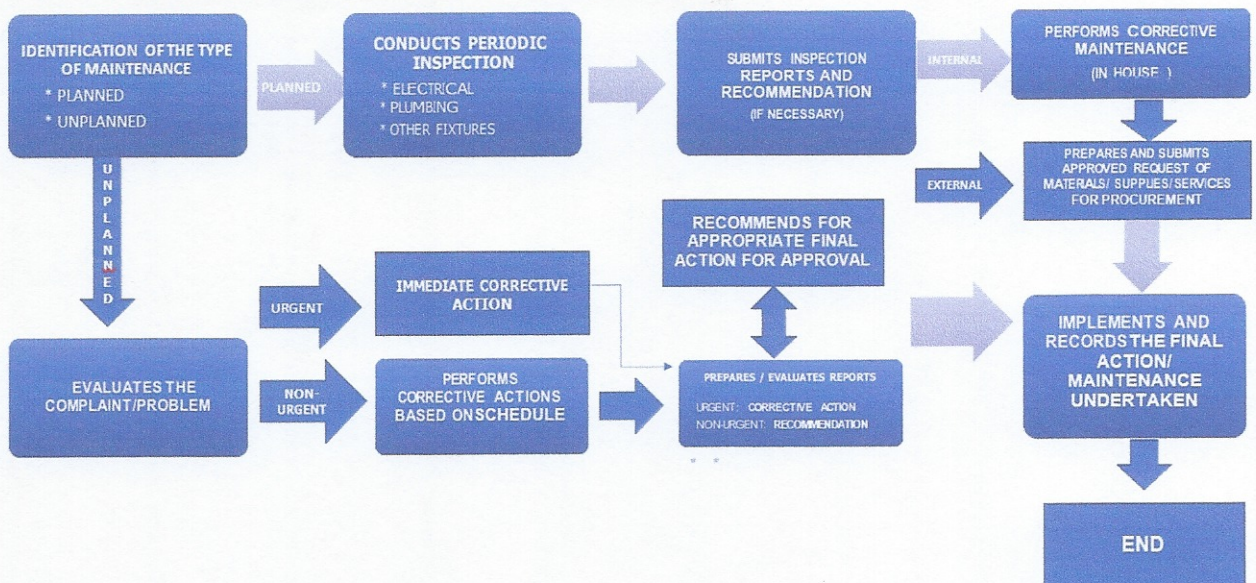 IDENTIFICATION OF THE TYPE
OF MAINTENANCE
* PLANNED
* UNPLANNED
PLANNED
CONDUCTS PERIODIC
INSPECTION
* ELECTRICAL
* PLUMBING
* OTHER FIXTURES
SUBMITS INSPECTION
REPORTS AND
RECOMMENDATION
(IF NECESSARY)
INTERNAL
PERFORMS CORRECTIVE
MAINTENANCE
(IN HOUSE )
EXTERNAL
PREPARES AND SUBMITS
APPROVED REQUEST OF
MATERIALS/ SUPPLIES/SERVICES
FOR PROCUREMENT
UNPLANNED
EVALUATES THE
COMPLAINT/PROBLEM
URGENT
IMMEDIATE CORRECTIVE
ACTION
NON-
URGENT
PERFORMS
CORRECTIVE ACTIONS
BASED ON SCHEDULE
RECOMMENDS FOR
APPROPRIATE FINAL
ACTION FOR APPROVAL
PREPARES / EVALUATES REPORTS
URGENT: CORRECTIVE ACTION
NON-URGENT: RECOMMENDATION
* *
IMPLEMENTS AND
RECORDS THE FINAL
ACTION/
MAINTENANCE
UNDERTAKEN
END